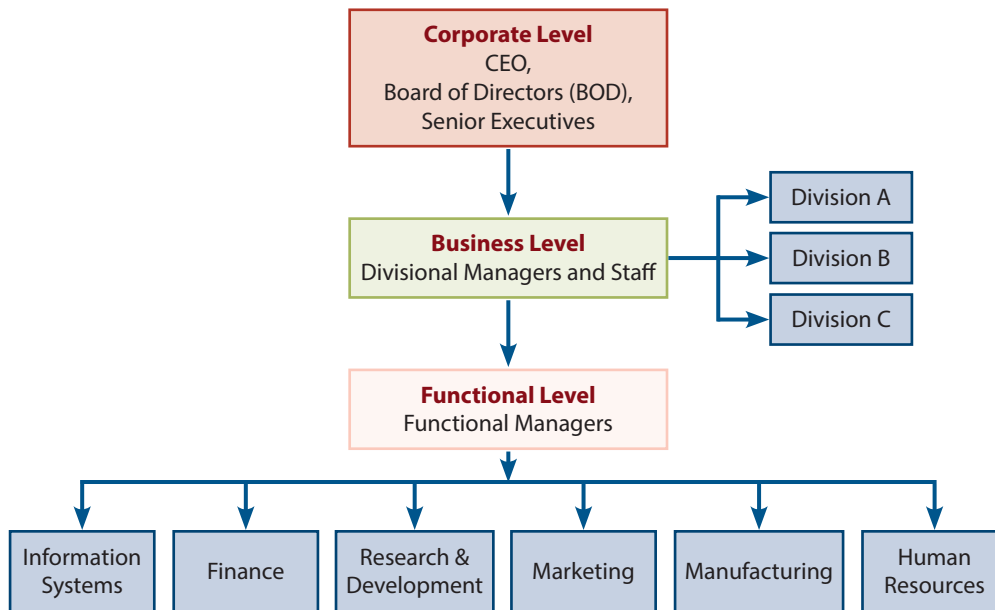 Corporate Level
CEO,
Board of Directors (BOD),
Senior Executives
Business Level
Divisional Managers and Staff
Division A
Division B
Division C
Functional Level
Functional Managers
Information
Systems
Finance
Research &
Development
Marketing
Manufacturing
Human
Resources